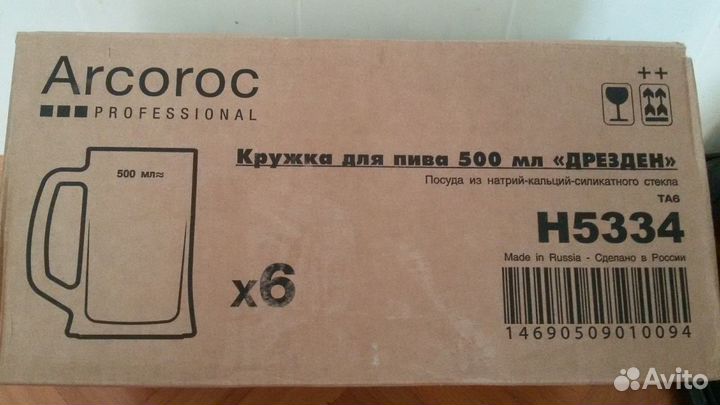 Arcoroc
PROFESSIONAL
++
Кружка для пива 500 мл «ДРЕЗДЕН»
Посуда из натрий-кальций-силикатного стекла
500 мл≈
TA6
H5334
x6
Made in Russia - Сделано в России
14690509010094
Avito